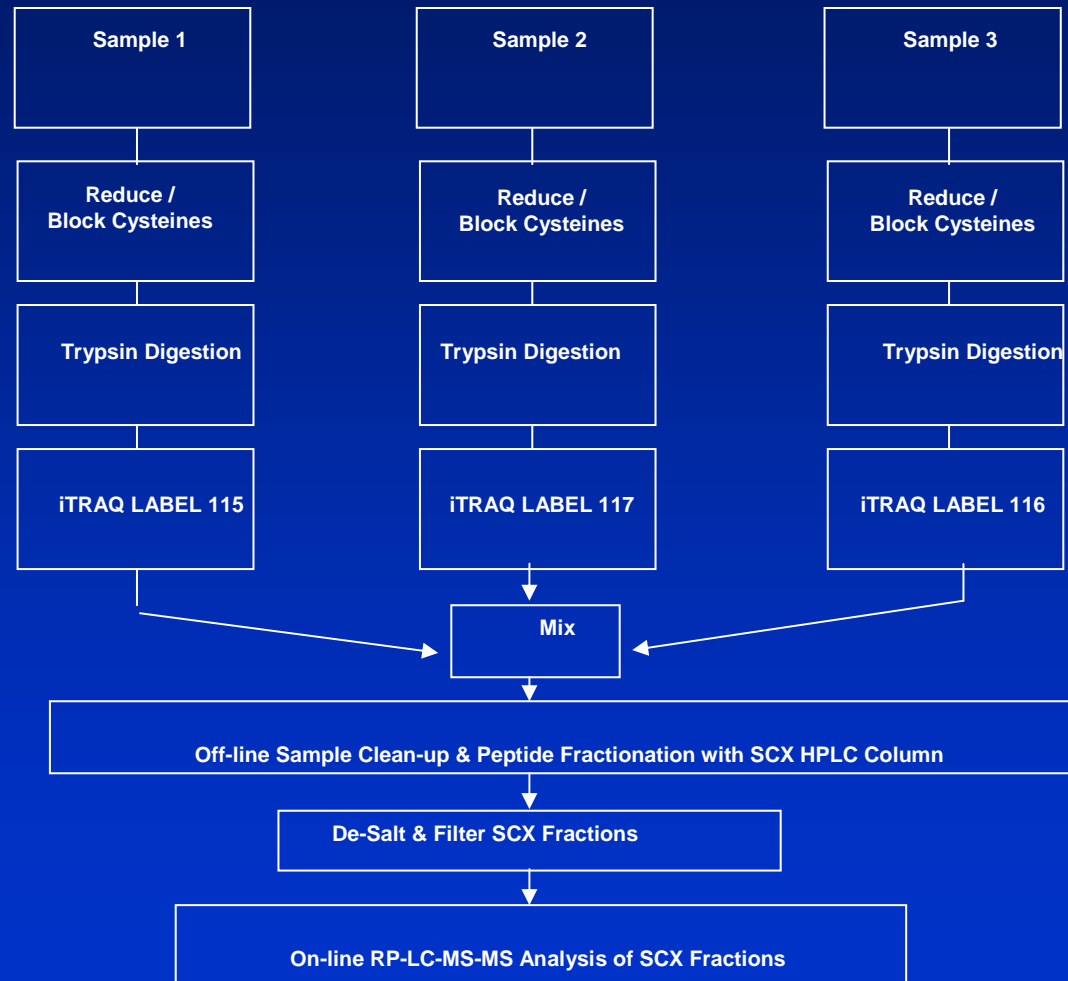 Sample 1
Sample 2
Sample 3
Reduce /
Block Cysteines
Reduce /
Block Cysteines
Reduce /
Block Cysteines
Trypsin Digestion
Trypsin Digestion
Trypsin Digestion
iTRAQ LABEL 115
iTRAQ LABEL 117
iTRAQ LABEL 116
Mix
Off-line Sample Clean-up & Peptide Fractionation with SCX HPLC Column
De-Salt & Filter SCX Fractions
On-line RP-LC-MS-MS Analysis of SCX Fractions